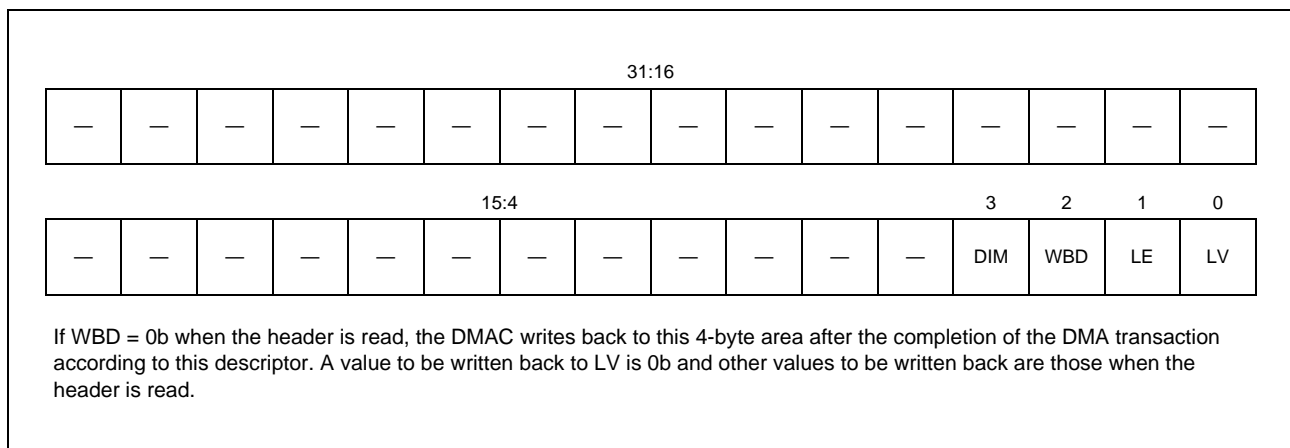 31:16
— — — — — — — — — — — — — — — —
15:4 3 2 1 0
— — — — — — — — — — — — DIM WBD LE LV
If WBD = 0b when the header is read, the DMAC writes back to this 4-byte area after the completion of the DMA transaction
according to this descriptor. A value to be written back to LV is 0b and other values to be written back are those when the
header is read.